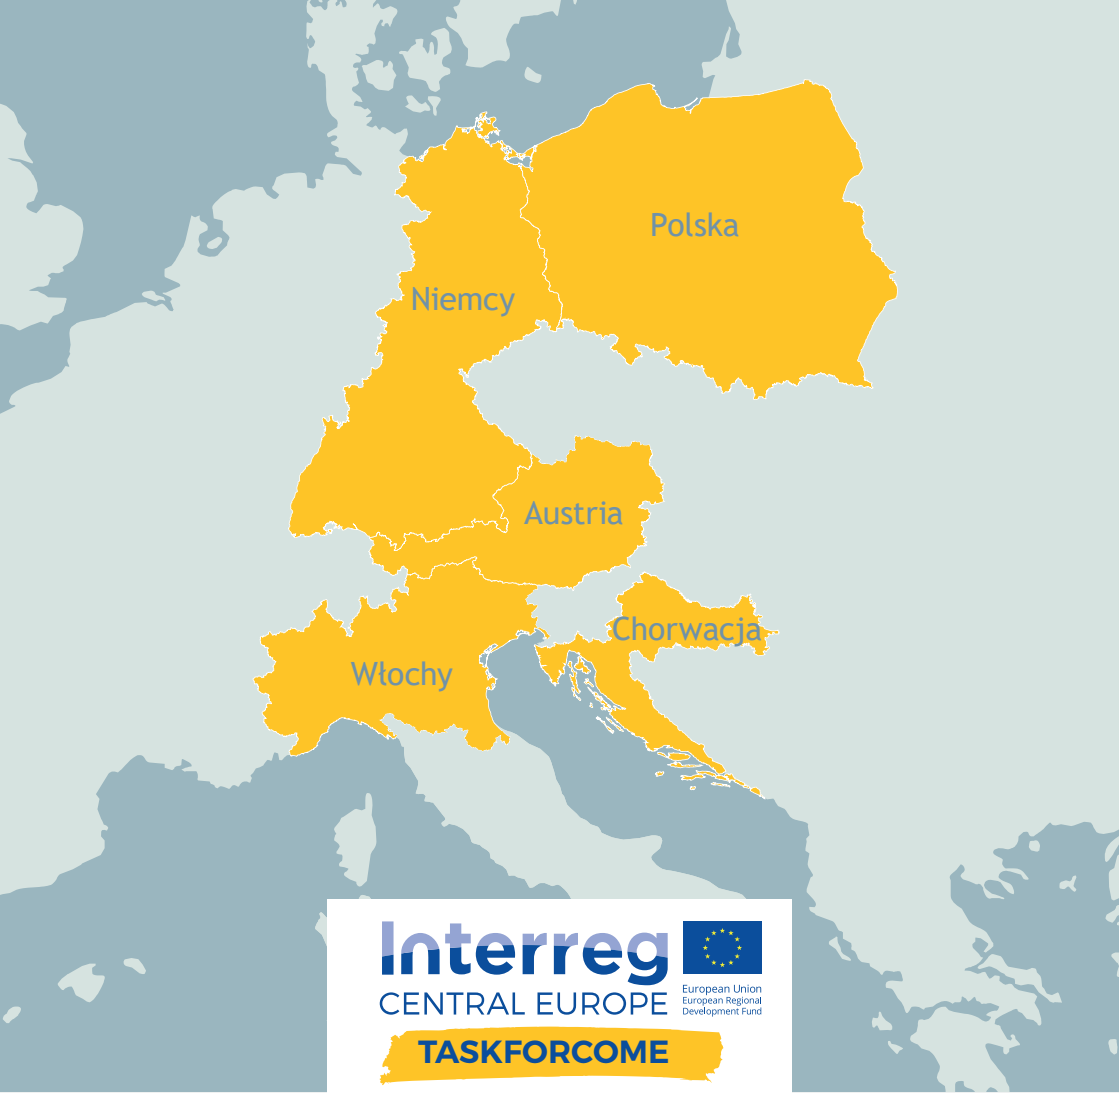 Polska
Niemcy
Austria
Chorwacja
Włochy
Interreg
CENTRAL EUROPE
European Union
European Regional
Development Fund
TASKFORCOME